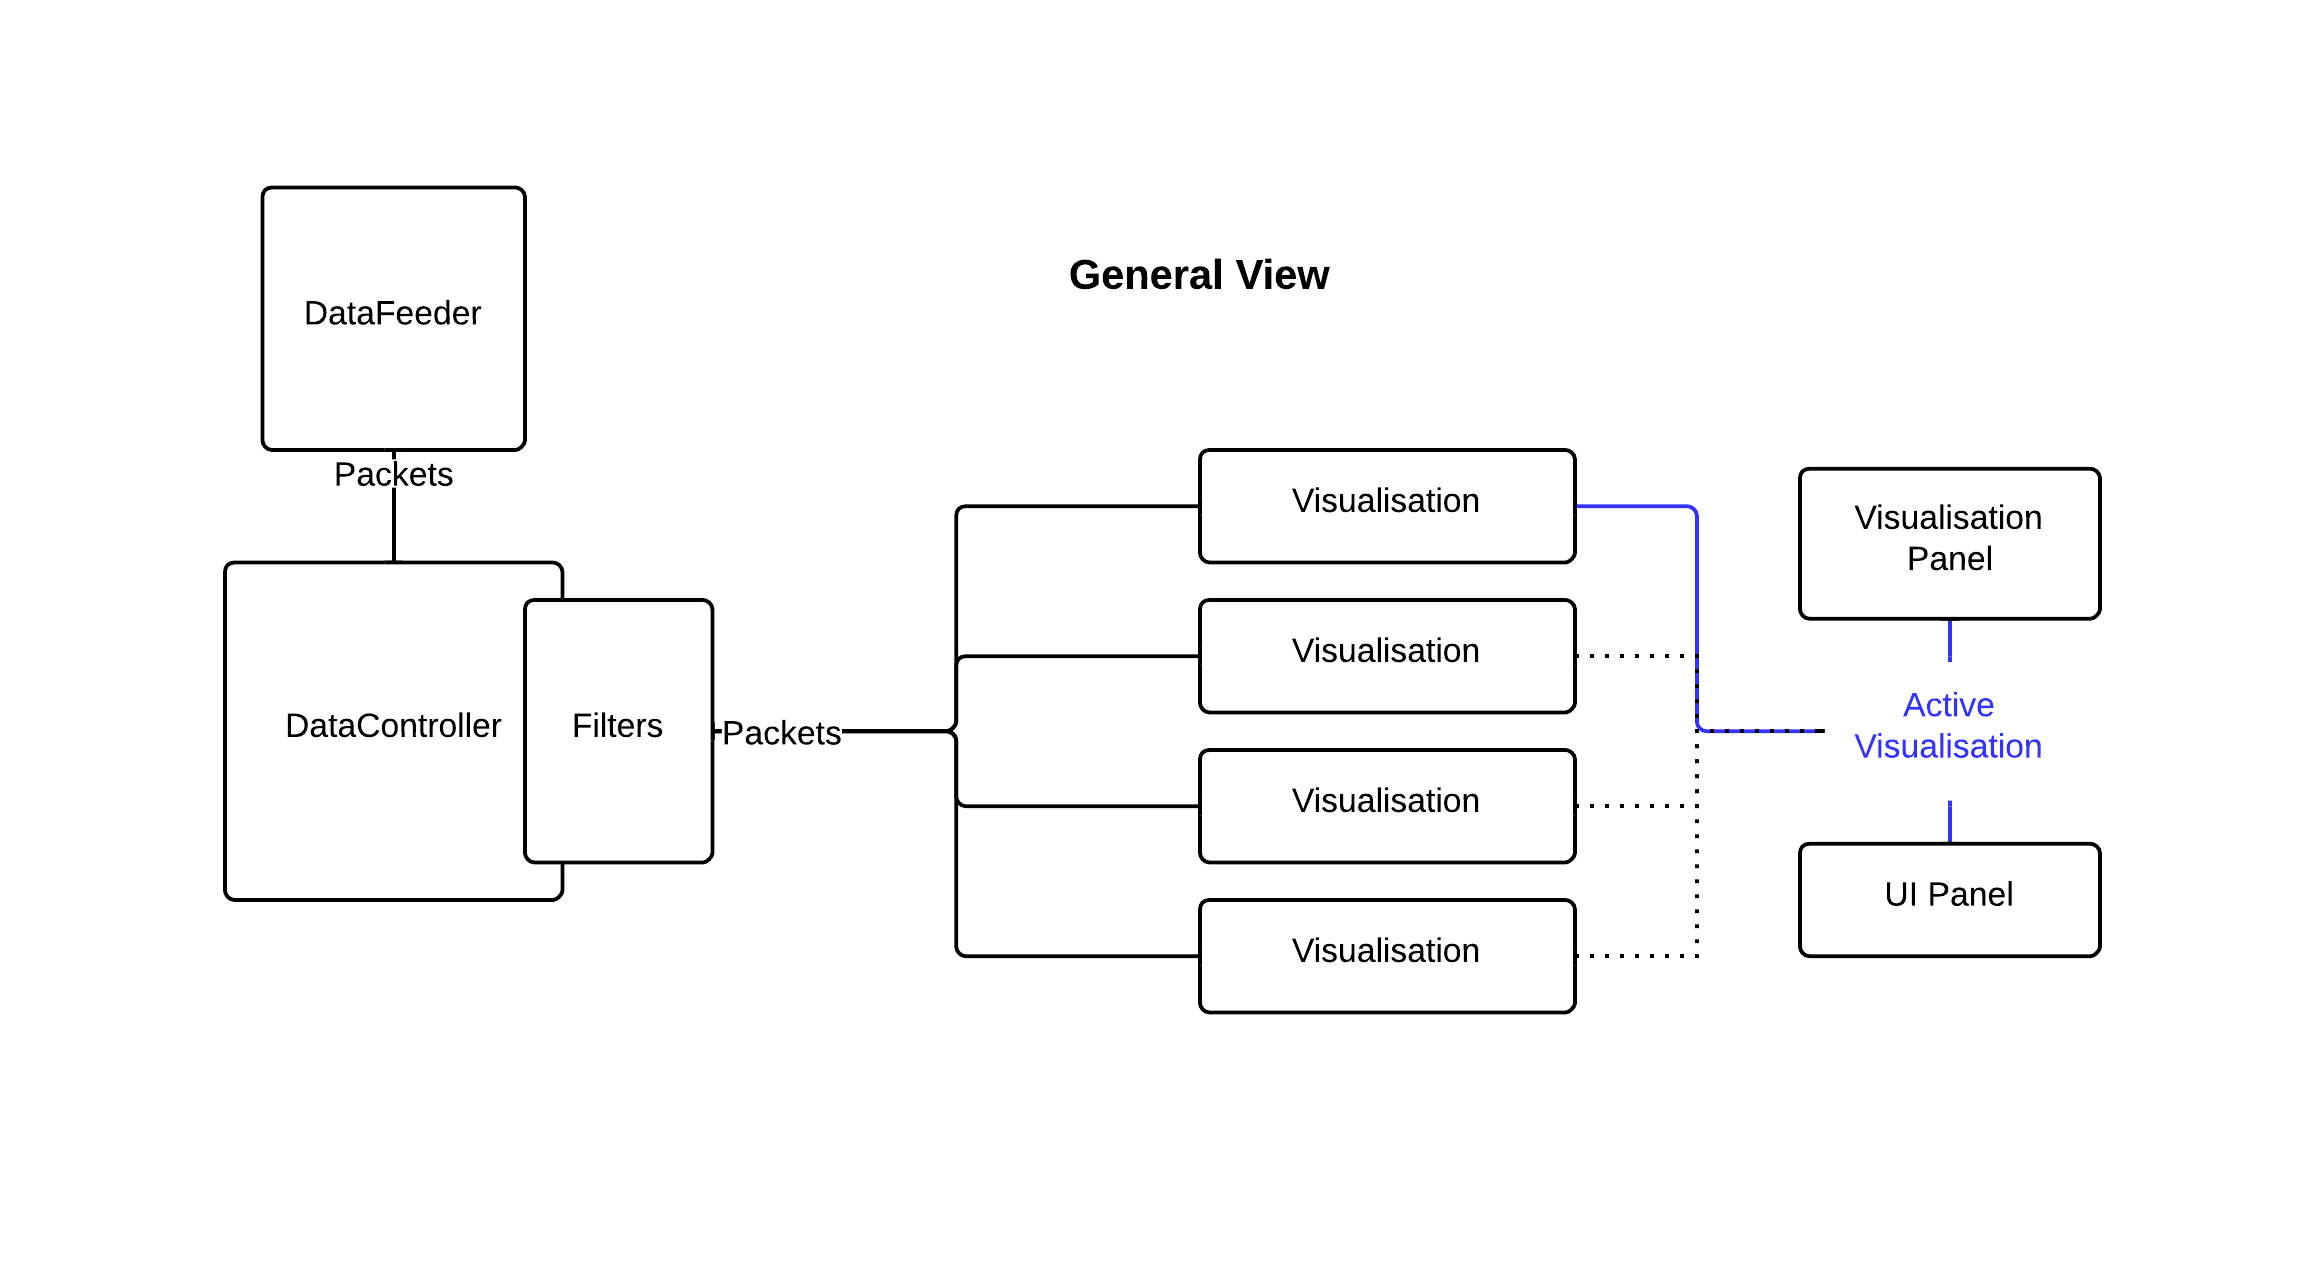 General View
DataFeeder
Packets
DataController
Filters
Packets
Visualisation
Visualisation
Visualisation
Visualisation
Visualisation
Panel
Active
Visualisation
UI Panel